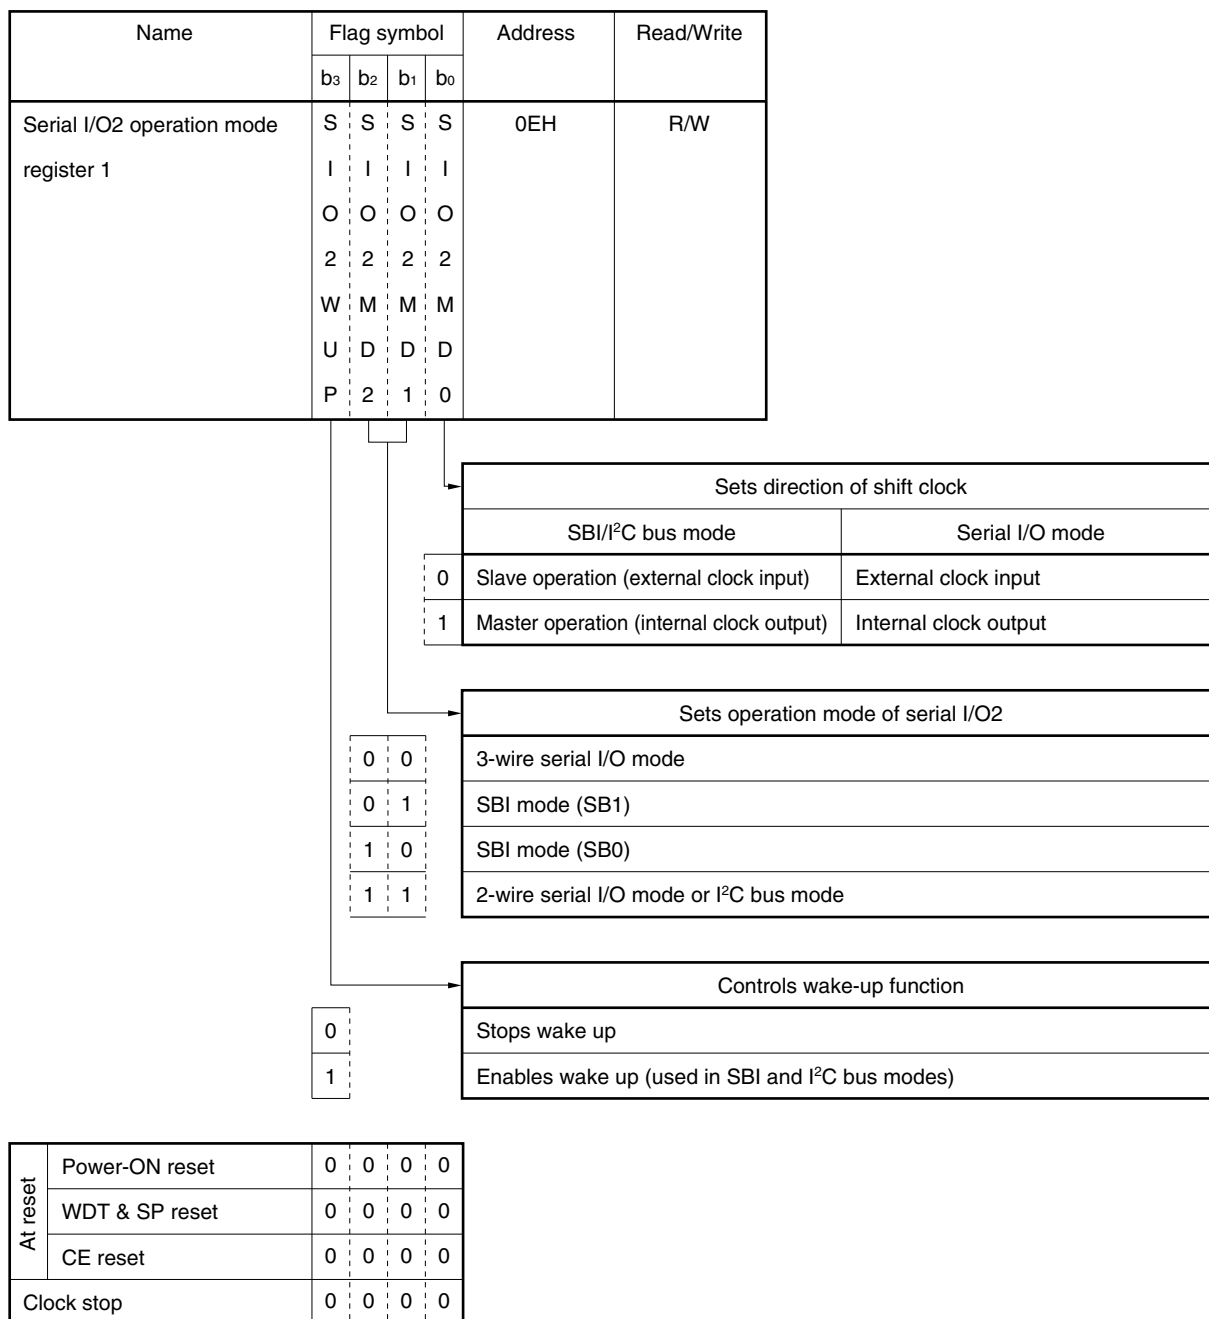 Name Flag symbol Address Read/Write
b3 b2 b1 b0
Serial I/O2 operation mode S S S S 0EH R/W
register 1 I I I I
O O O O
2 2 2 2
W M M M
U D D D
P 2 1 0
Sets direction of shift clock
SBI/I²C bus mode Serial I/O mode
0 Slave operation (external clock input) External clock input
1 Master operation (internal clock output) Internal clock output
Sets operation mode of serial I/O2
0 0 3-wire serial I/O mode
0 1 SBI mode (SB1)
1 0 SBI mode (SB0)
1 1 2-wire serial I/O mode or I²C bus mode
Controls wake-up function
0 Stops wake up
1 Enables wake up (used in SBI and I²C bus modes)
At reset
Power-ON reset 0 0 0 0
WDT & SP reset 0 0 0 0
CE reset 0 0 0 0
Clock stop 0 0 0 0